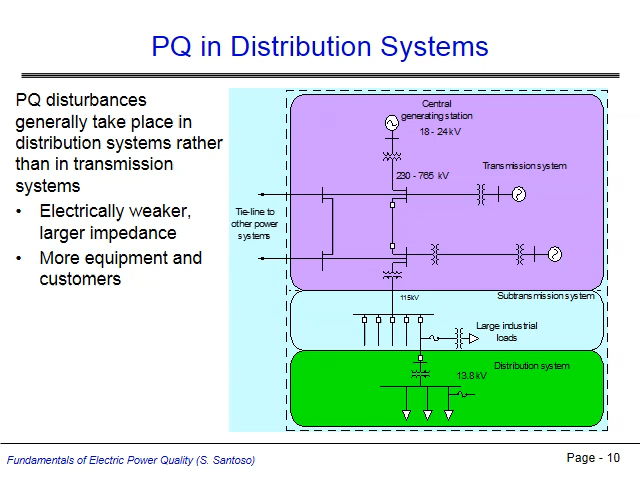 PQ in Distribution Systems
PQ disturbances
generally take place in
distribution systems rather
than in transmission
systems
• Electrically weaker,
larger impedance
• More equipment and
customers
Central
generating station
18 - 24 kV
Transmission system
230 - 765 kV
Tie-line to
other power
systems
115kV
Subtransmission system
Large industrial
loads
Distribution system
13.8 kV
Fundamentals of Electric Power Quality (S. Santoso)
Page - 10